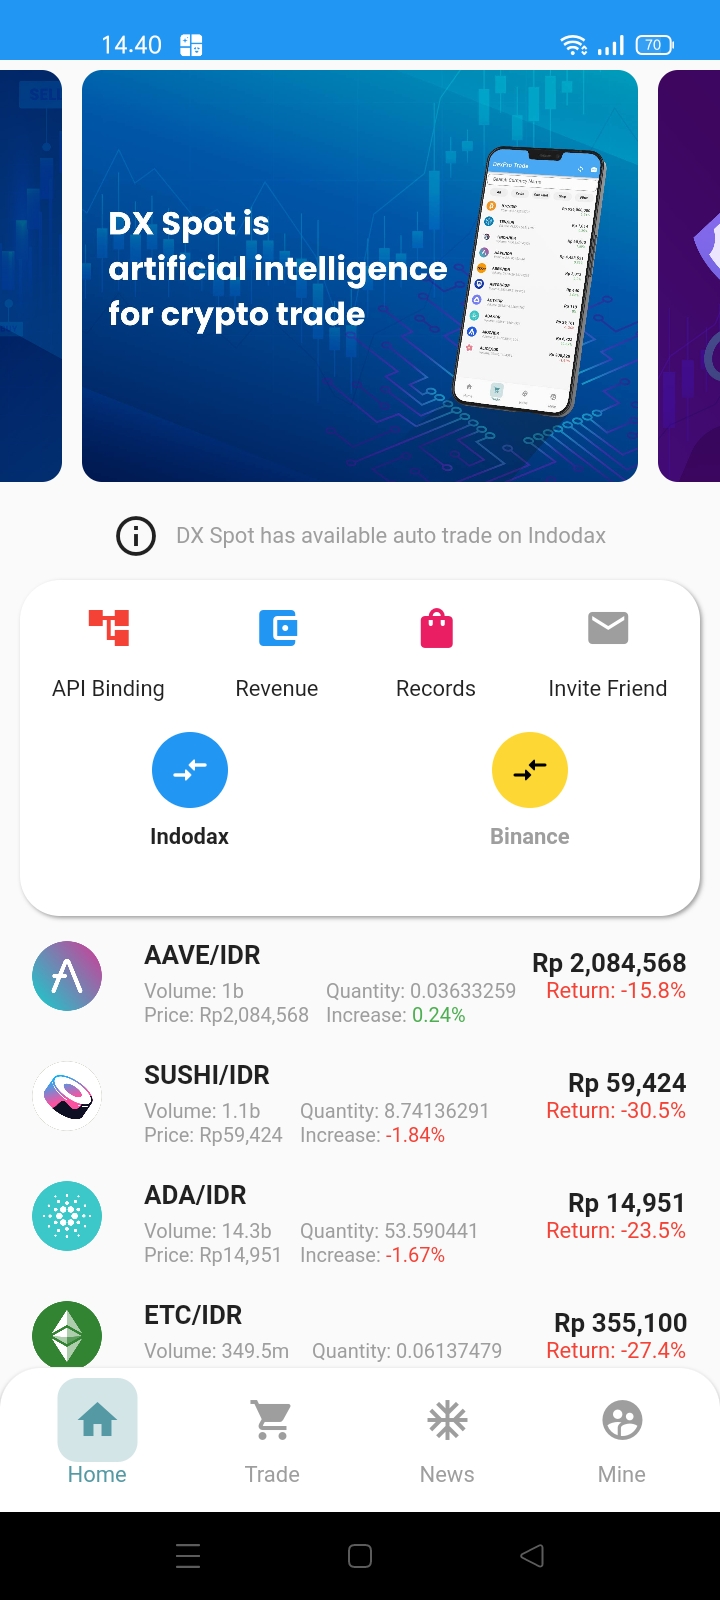 14.40
70
SELL
DX Spot is
artificial intelligence
for crypto trade
DexPro Trade
DX Spot has available auto trade on Indodax
API Binding
Revenue
Records
Invite Friend
Indodax
Binance
AAVE/IDR
Rp 2,084,568
Volume: 1b
Quantity: 0.03633259
Return: -15.8%
Price: Rp2,084,568
Increase: 0.24%
SUSHI/IDR
Rp 59,424
Volume: 1.1b
Quantity: 8.74136291
Return: -30.5%
Price: Rp59,424
Increase: -1.84%
ADA/IDR
Rp 14,951
Volume: 14.3b
Quantity: 53.590441
Return: -23.5%
Price: Rp14,951
Increase: -1.67%
ETC/IDR
Rp 355,100
Volume: 349.5m
Quantity: 0.06137479
Return: -27.4%
Home
Trade
News
Mine